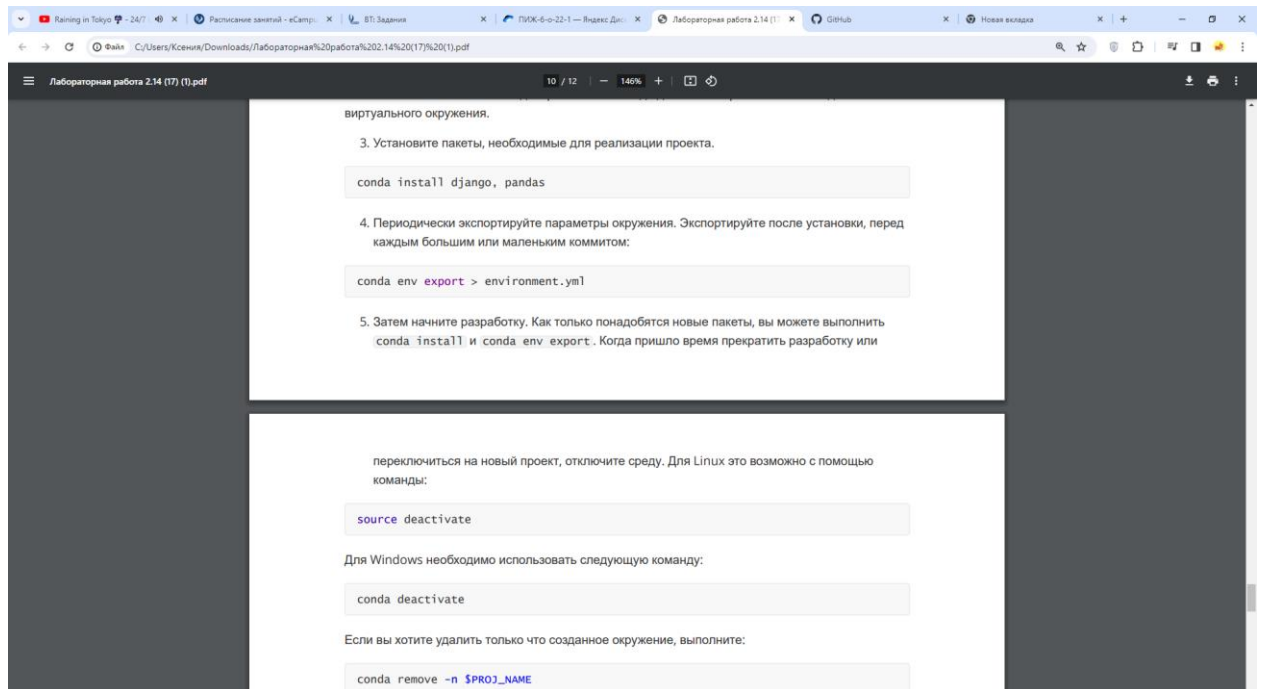 Raining in Tokyo - 24/7
Расписание занятий - eCampu
ВТ: Задания
ПИЖ-б-о-22-1 — Яндекс Дис
Лабораторная работа 2.14 (1
GitHub
Новая вкладка
Файл C:/Users/Ксения/Downloads/Лабораторная%20работа%202.14%20(17)%20(1).pdf
Лабораторная работа 2.14 (17) (1).pdf
10 / 12
146%
виртуального окружения.
3. Установите пакеты, необходимые для реализации проекта.
conda install django, pandas
4. Периодически экспортируйте параметры окружения. Экспортируйте после установки, перед
каждым большим или маленьким коммитом:
conda env export > environment.yml
5. Затем начните разработку. Как только понадобятся новые пакеты, вы можете выполнить
conda install и conda env export. Когда пришло время прекратить разработку или
переключиться на новый проект, отключите среду. Для Linux это возможно с помощью
команды:
source deactivate
Для Windows необходимо использовать следующую команду:
conda deactivate
Если вы хотите удалить только что созданное окружение, выполните:
conda remove -n $PROJ_NAME